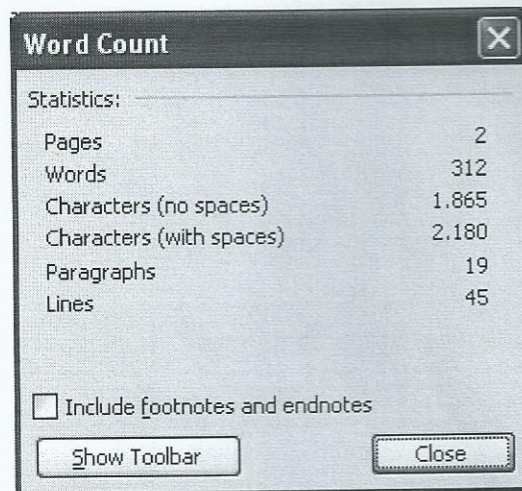 Word Count
Statistics:
Pages 2
Words 312
Characters (no spaces) 1.865
Characters (with spaces) 2.180
Paragraphs 19
Lines 45
Include footnotes and endnotes
Show Toolbar Close